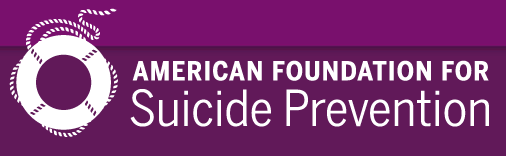 AMERICAN FOUNDATION FOR
Suicide Prevention